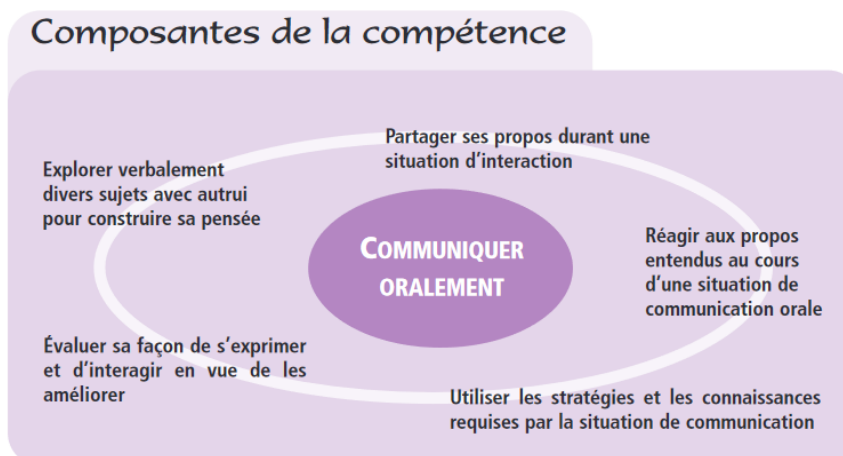 Composantes de la compétence
Partager ses propos durant une
situation d’interaction
Explorer verbalement
divers sujets avec autrui
pour construire sa pensée
COMMUNIQUER
ORALEMENT
Réagir aux propos
entendus au cours
d’une situation de
communication orale
Évaluer sa façon de s’exprimer
et d’interagir en vue de les
améliorer
Utiliser les stratégies et les connaissances
requises par la situation de communication